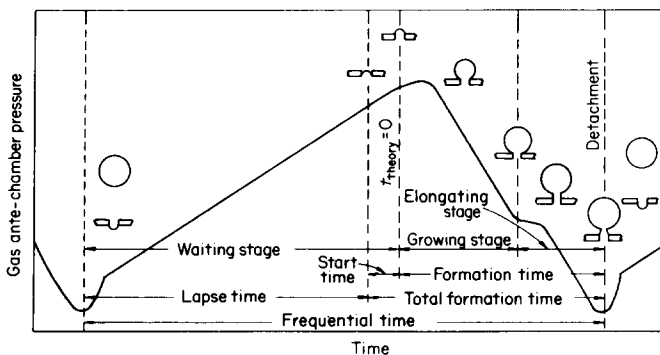 Gas ante-chamber pressure
t theory = 0
Detachment
Elongating
stage
Waiting stage
Growing stage
Start
time
Formation time
Lapse time
Total formation time
Frequential time
Time